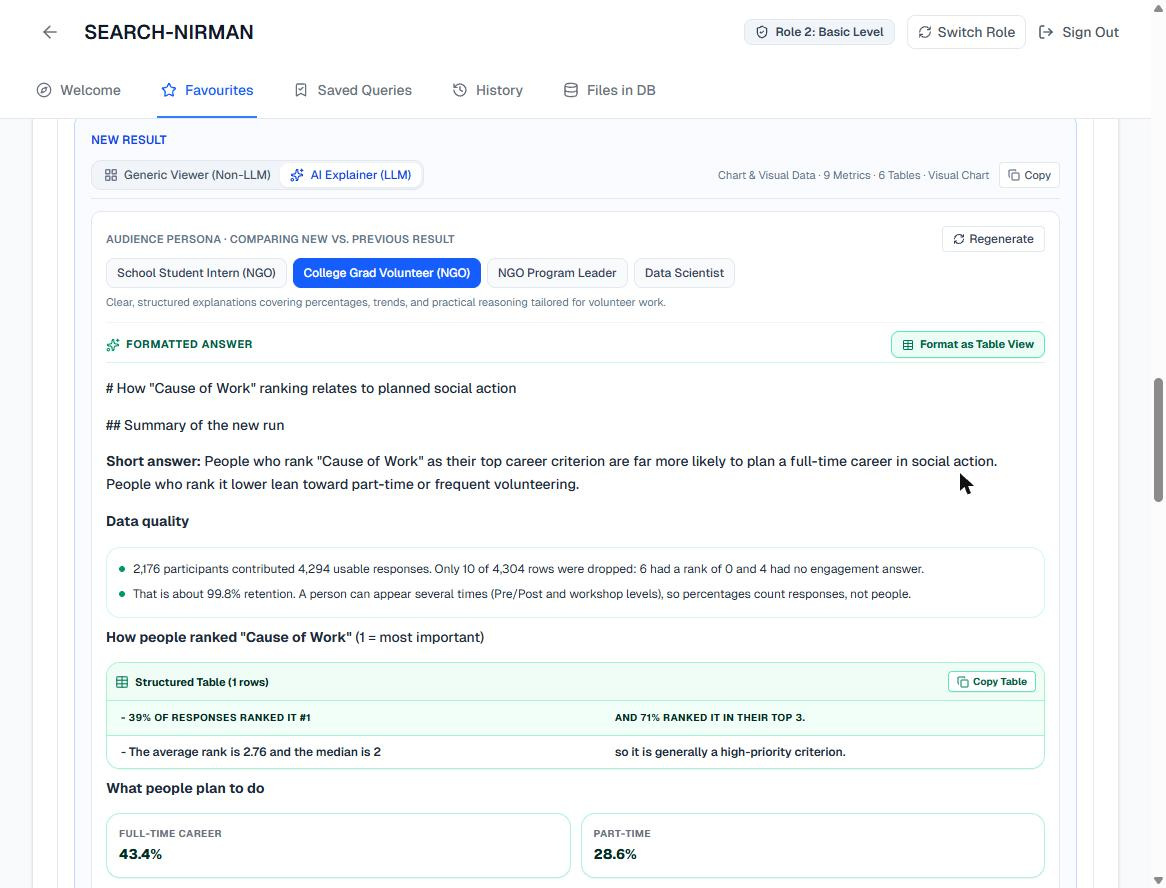 SEARCH-NIRMAN
Role 2: Basic Level
Switch Role
Sign Out
Welcome
Favourites
Saved Queries
History
Files in DB
NEW RESULT
Generic Viewer (Non-LLM)
AI Explainer (LLM)
Chart & Visual Data · 9 Metrics · 6 Tables · Visual Chart
Copy
AUDIENCE PERSONA · COMPARING NEW VS. PREVIOUS RESULT
Regenerate
School Student Intern (NGO)
College Grad Volunteer (NGO)
NGO Program Leader
Data Scientist
Clear, structured explanations covering percentages, trends, and practical reasoning tailored for volunteer work.
FORMATTED ANSWER
Format as Table View
# How "Cause of Work" ranking relates to planned social action
## Summary of the new run
Short answer: People who rank "Cause of Work" as their top career criterion are far more likely to plan a full-time career in social action.
People who rank it lower lean toward part-time or frequent volunteering.
Data quality
2,176 participants contributed 4,294 usable responses. Only 10 of 4,304 rows were dropped: 6 had a rank of 0 and 4 had no engagement answer.
That is about 99.8% retention. A person can appear several times (Pre/Post and workshop levels), so percentages count responses, not people.
How people ranked "Cause of Work" (1 = most important)
Structured Table (1 rows)
Copy Table
- 39% OF RESPONSES RANKED IT #1
AND 71% RANKED IT IN THEIR TOP 3.
- The average rank is 2.76 and the median is 2
so it is generally a high-priority criterion.
What people plan to do
FULL-TIME CAREER
43.4%
PART-TIME
28.6%